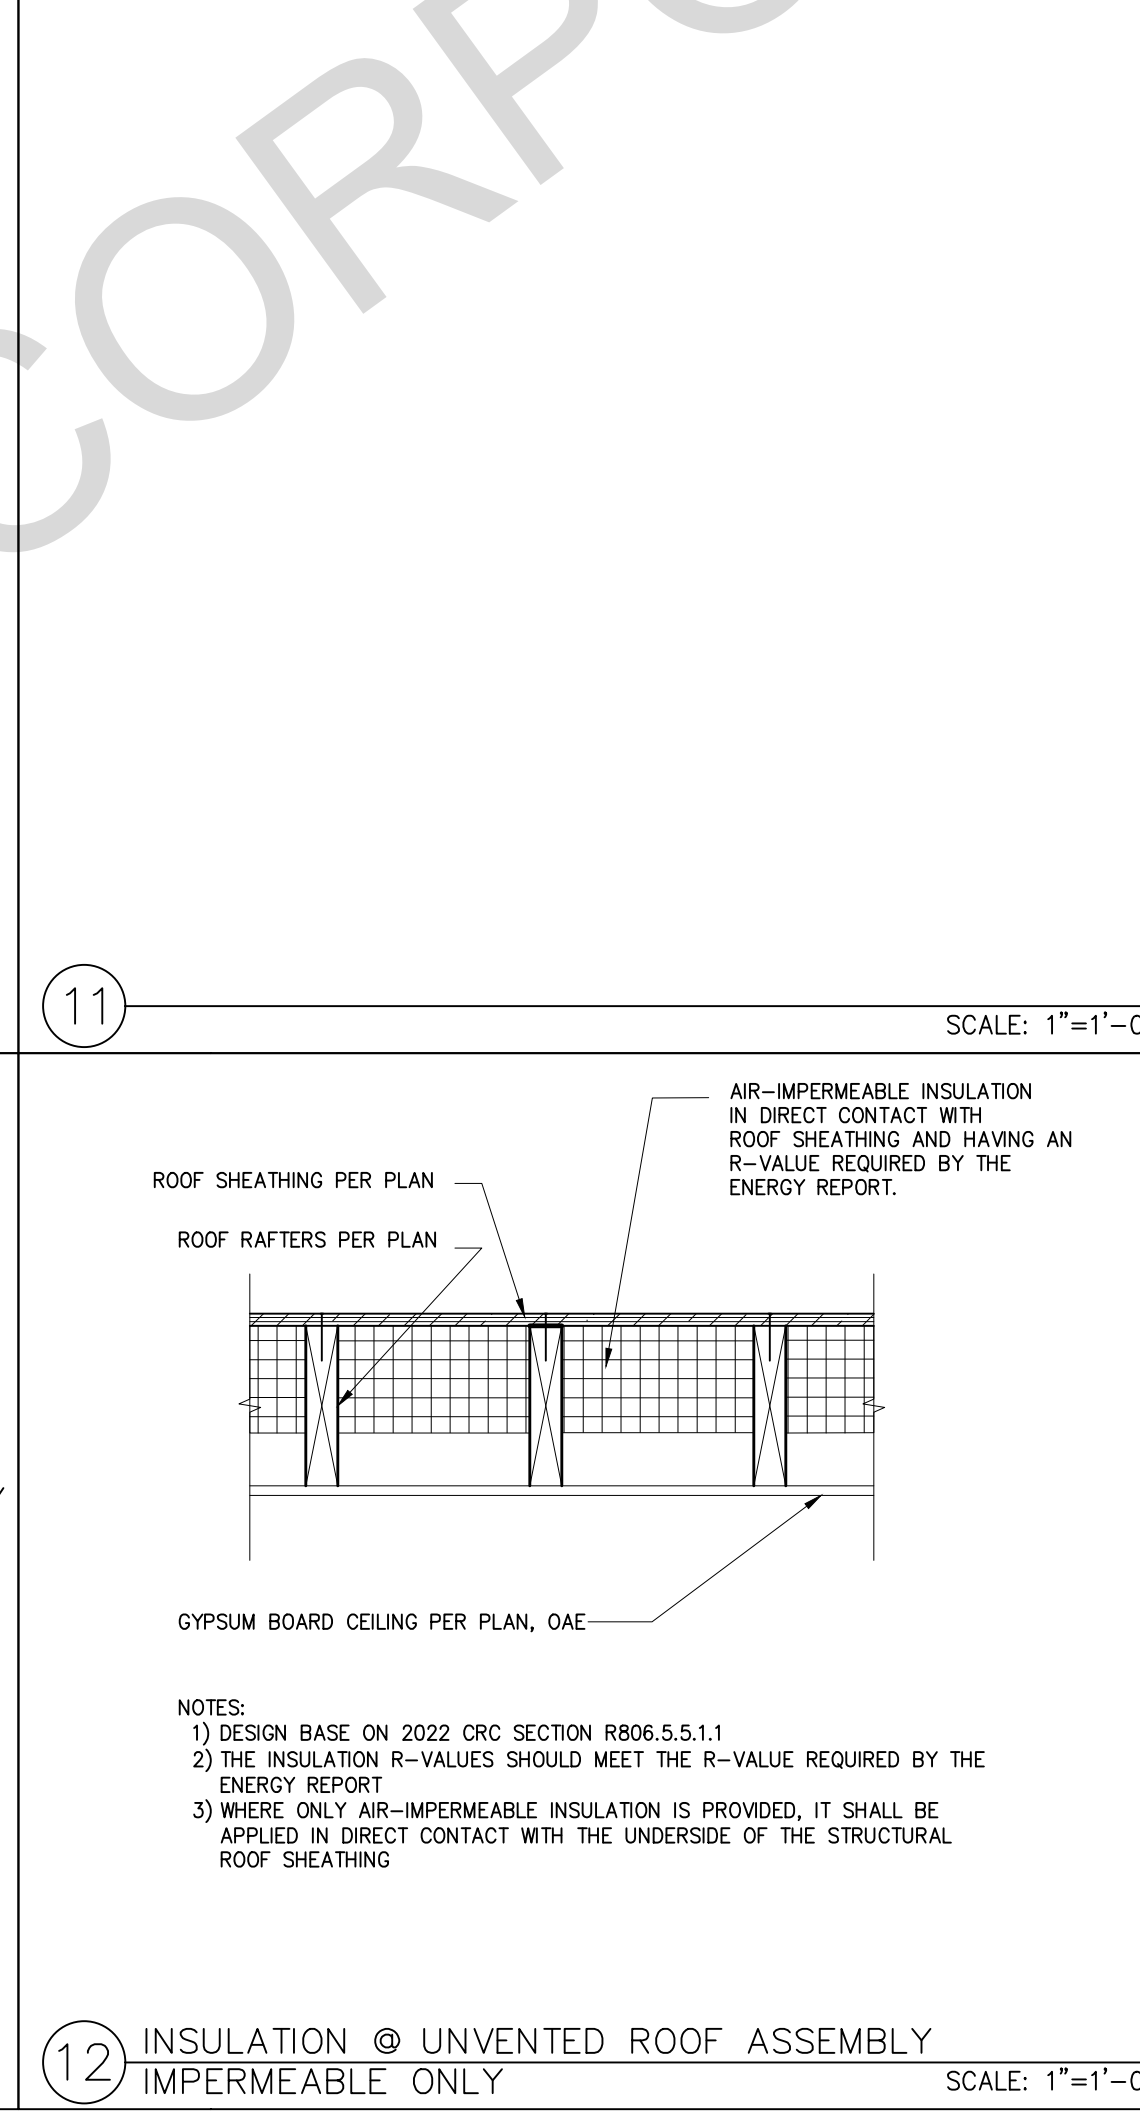 CORPO
11
SCALE: 1"=1'-0
AIR-IMPERMEABLE INSULATION
IN DIRECT CONTACT WITH
ROOF SHEATHING AND HAVING AN
R-VALUE REQUIRED BY THE
ENERGY REPORT.
ROOF SHEATHING PER PLAN
ROOF RAFTERS PER PLAN
GYPSUM BOARD CEILING PER PLAN, OAE
NOTES:
1) DESIGN BASE ON 2022 CRC SECTION R806.5.5.1.1
2) THE INSULATION R-VALUES SHOULD MEET THE R-VALUE REQUIRED BY THE
ENERGY REPORT
3) WHERE ONLY AIR-IMPERMEABLE INSULATION IS PROVIDED, IT SHALL BE
APPLIED IN DIRECT CONTACT WITH THE UNDERSIDE OF THE STRUCTURAL
ROOF SHEATHING
12 INSULATION @ UNVENTED ROOF ASSEMBLY
IMPERMEABLE ONLY
SCALE: 1"=1'-0